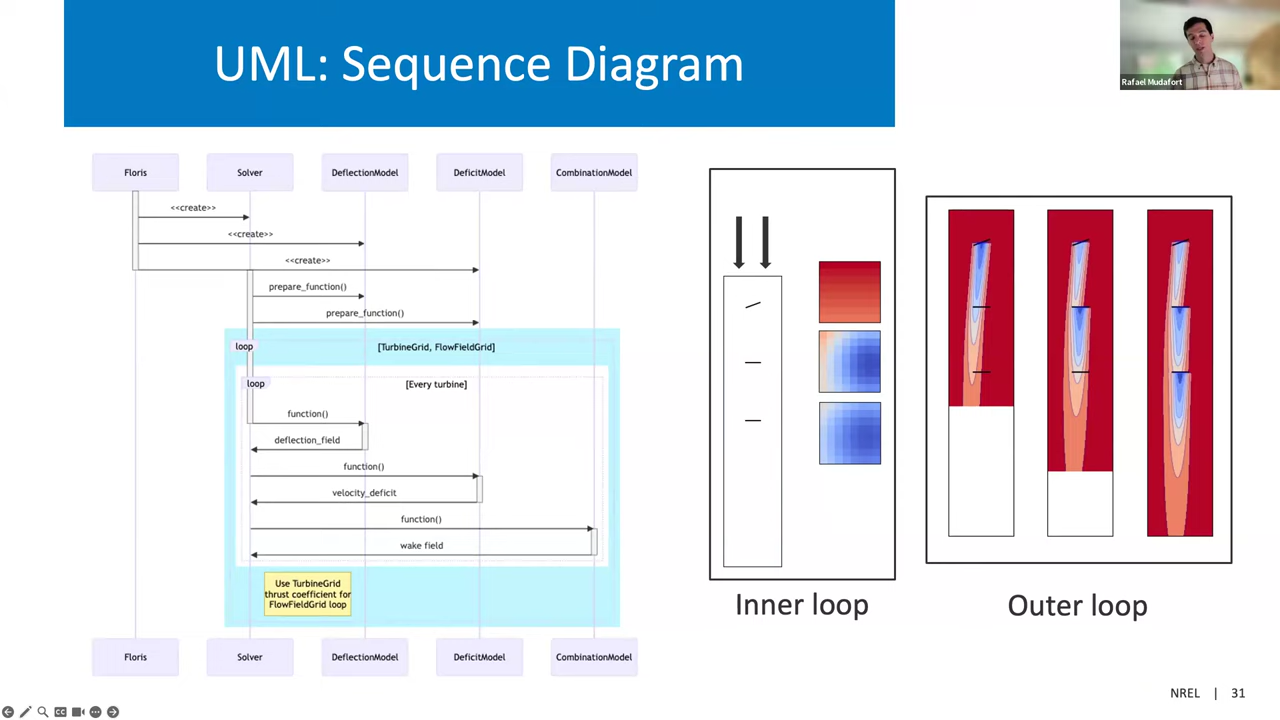 UML: Sequence Diagram
Rafael Mudafort
Floris
Solver
DeflectionModel
DeficitModel
CombinationModel
<<create>>
<<create>>
<<create>>
prepare_function()
prepare_function()
loop
[TurbineGrid, FlowFieldGrid]
loop
[Every turbine]
function()
deflection_field
function()
velocity_deficit
function()
wake field
Use TurbineGrid
thrust coefficient for
FlowFieldGrid loop
Floris
Solver
DeflectionModel
DeficitModel
CombinationModel
Inner loop
Outer loop
NREL | 31
CC